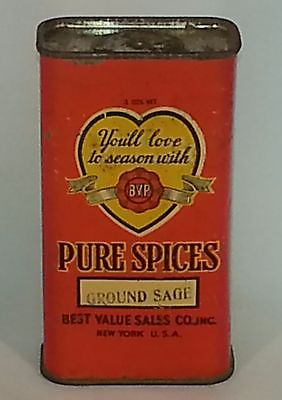 You'll love
to season with
BVP
PURE SPICES
GROUND SAGE
BEST VALUE SALES CO., INC.
NEW YORK U. S. A.